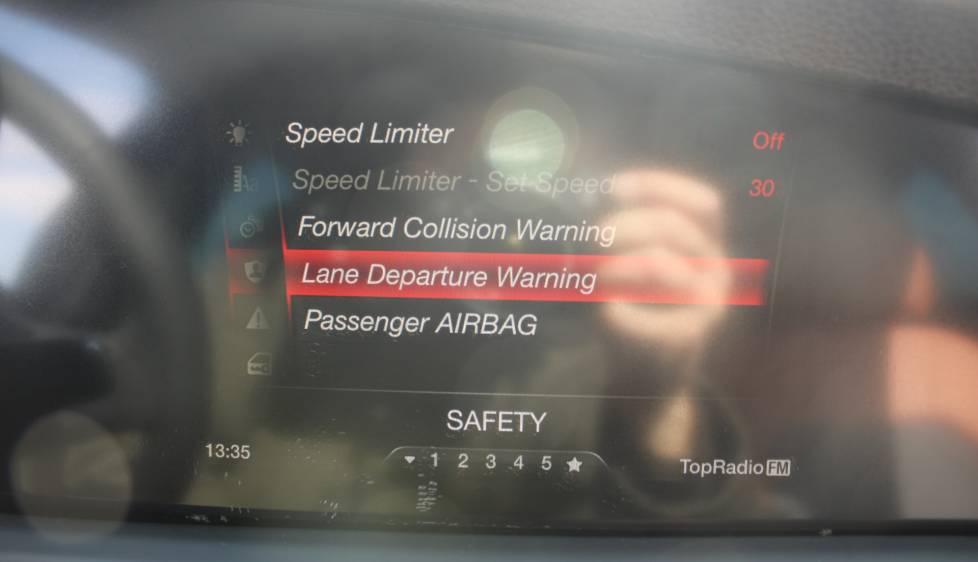 Speed Limiter Off
Speed Limiter - Set Speed 30
Forward Collision Warning
Lane Departure Warning
Passenger AIRBAG
SAFETY
13:35
1 2 3 4 5
TopRadio FM